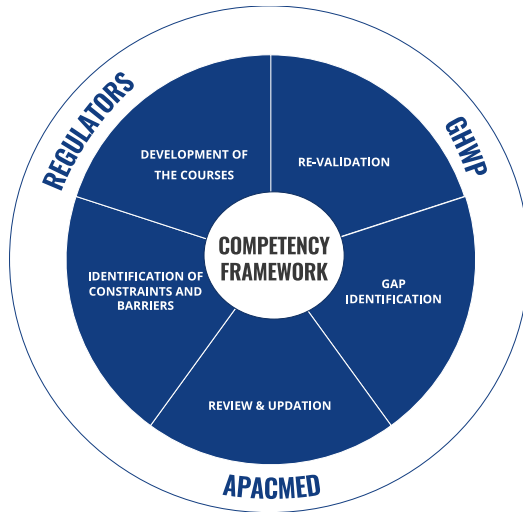 REGULATORS
GHWP
DEVELOPMENT OF
THE COURSES
RE-VALIDATION
COMPETENCY
FRAMEWORK
IDENTIFICATION OF
CONSTRAINTS AND
BARRIERS
GAP
IDENTIFICATION
REVIEW & UPDATION
APACMED